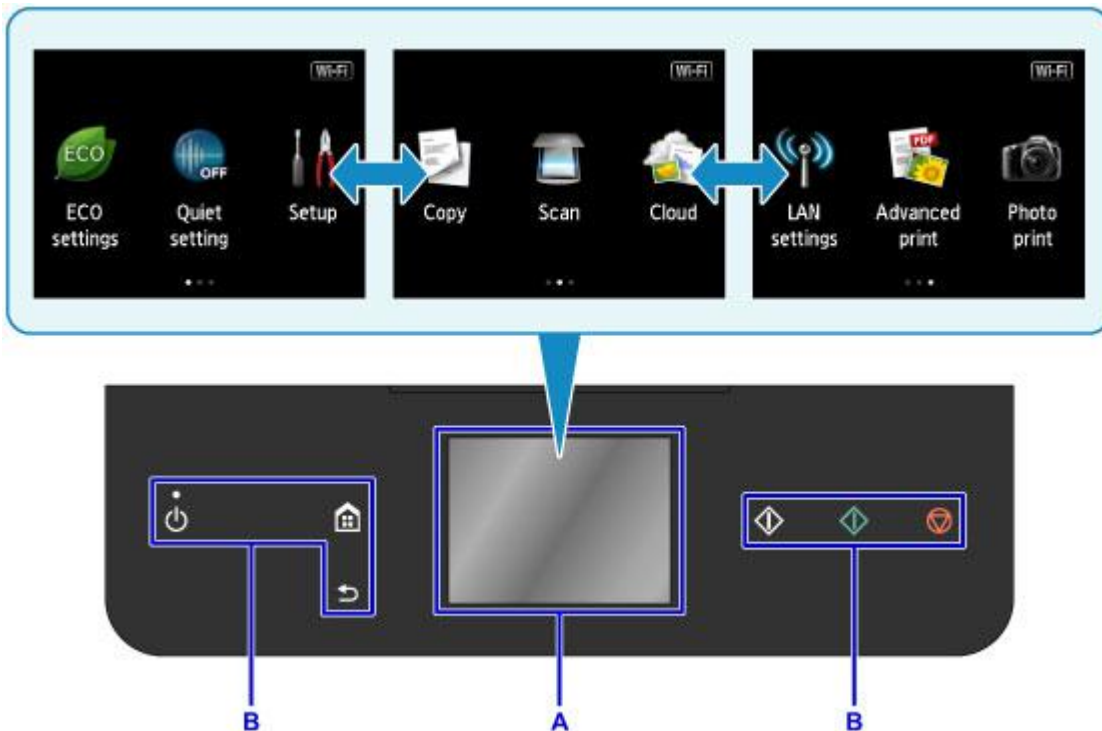 Wi-Fi
ECO
OFF
ECO
settings
Quiet
setting
Setup
Wi-Fi
Copy
Scan
Cloud
Wi-Fi
PDF
LAN
settings
Advanced
print
Photo
print
B
A
B